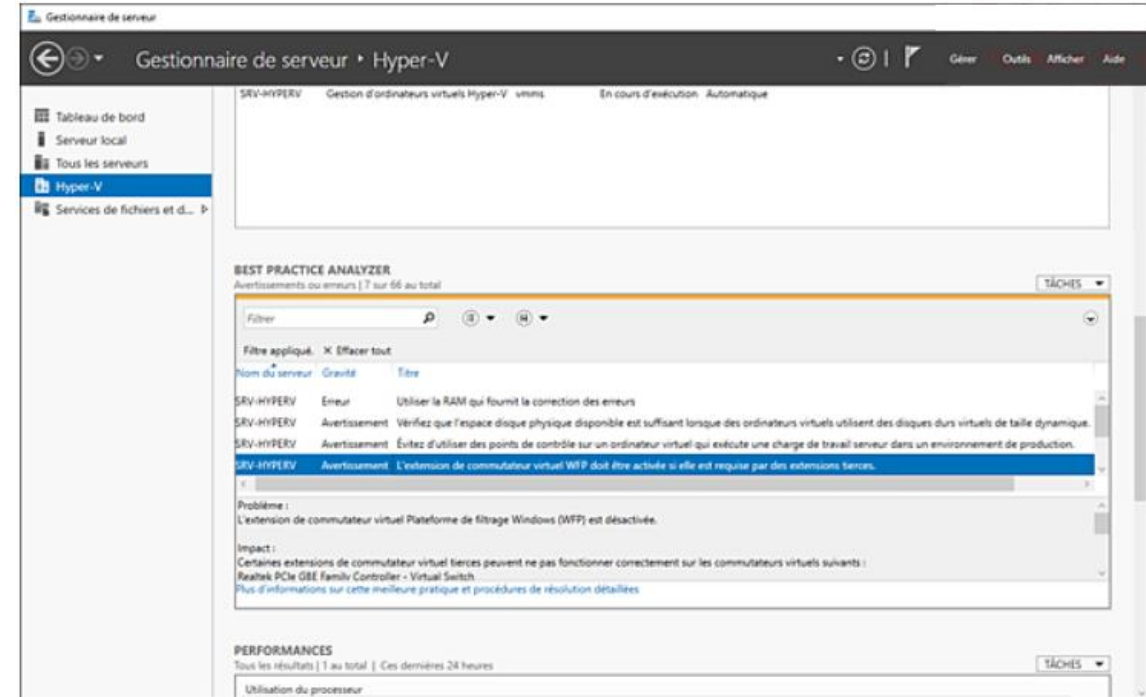 Gestionnaire de serveur
Gestionnaire de serveur ‣ Hyper-V
Gérer Outils Afficher Aide
Tableau de bord
Serveur local
Tous les serveurs
Hyper-V
Services de fichiers et d...
SRV-HYPERV Gestion d'ordinateurs virtuels Hyper-V vmms En cours d'exécution Automatique
BEST PRACTICE ANALYZER
Avertissements ou erreurs | 7 sur 66 au total
TÂCHES
Filtrer
Filtre appliqué. ✕ Effacer tout
Nom du serveur Gravité Titre
SRV-HYPERV Erreur Utiliser la RAM qui fournit la correction des erreurs
SRV-HYPERV Avertissement Vérifiez que l'espace disque physique disponible est suffisant lorsque des ordinateurs virtuels utilisent des disques durs virtuels de taille dynamique.
SRV-HYPERV Avertissement Évitez d'utiliser des points de contrôle sur un ordinateur virtuel qui exécute une charge de travail serveur dans un environnement de production.
SRV-HYPERV Avertissement L'extension de commutateur virtuel WFP doit être activée si elle est requise par des extensions tierces.
Problème :
L'extension de commutateur virtuel Plateforme de filtrage Windows (WFP) est désactivée.
Impact :
Certaines extensions de commutateur virtuel tierces peuvent ne pas fonctionner correctement sur les commutateurs virtuels suivants :
Realtek PCIe GBE Family Controller - Virtual Switch
Plus d'informations sur cette meilleure pratique et procédures de résolution détaillées
PERFORMANCES
Tous les résultats | 1 au total | Ces dernières 24 heures
TÂCHES
Utilisation du processeur